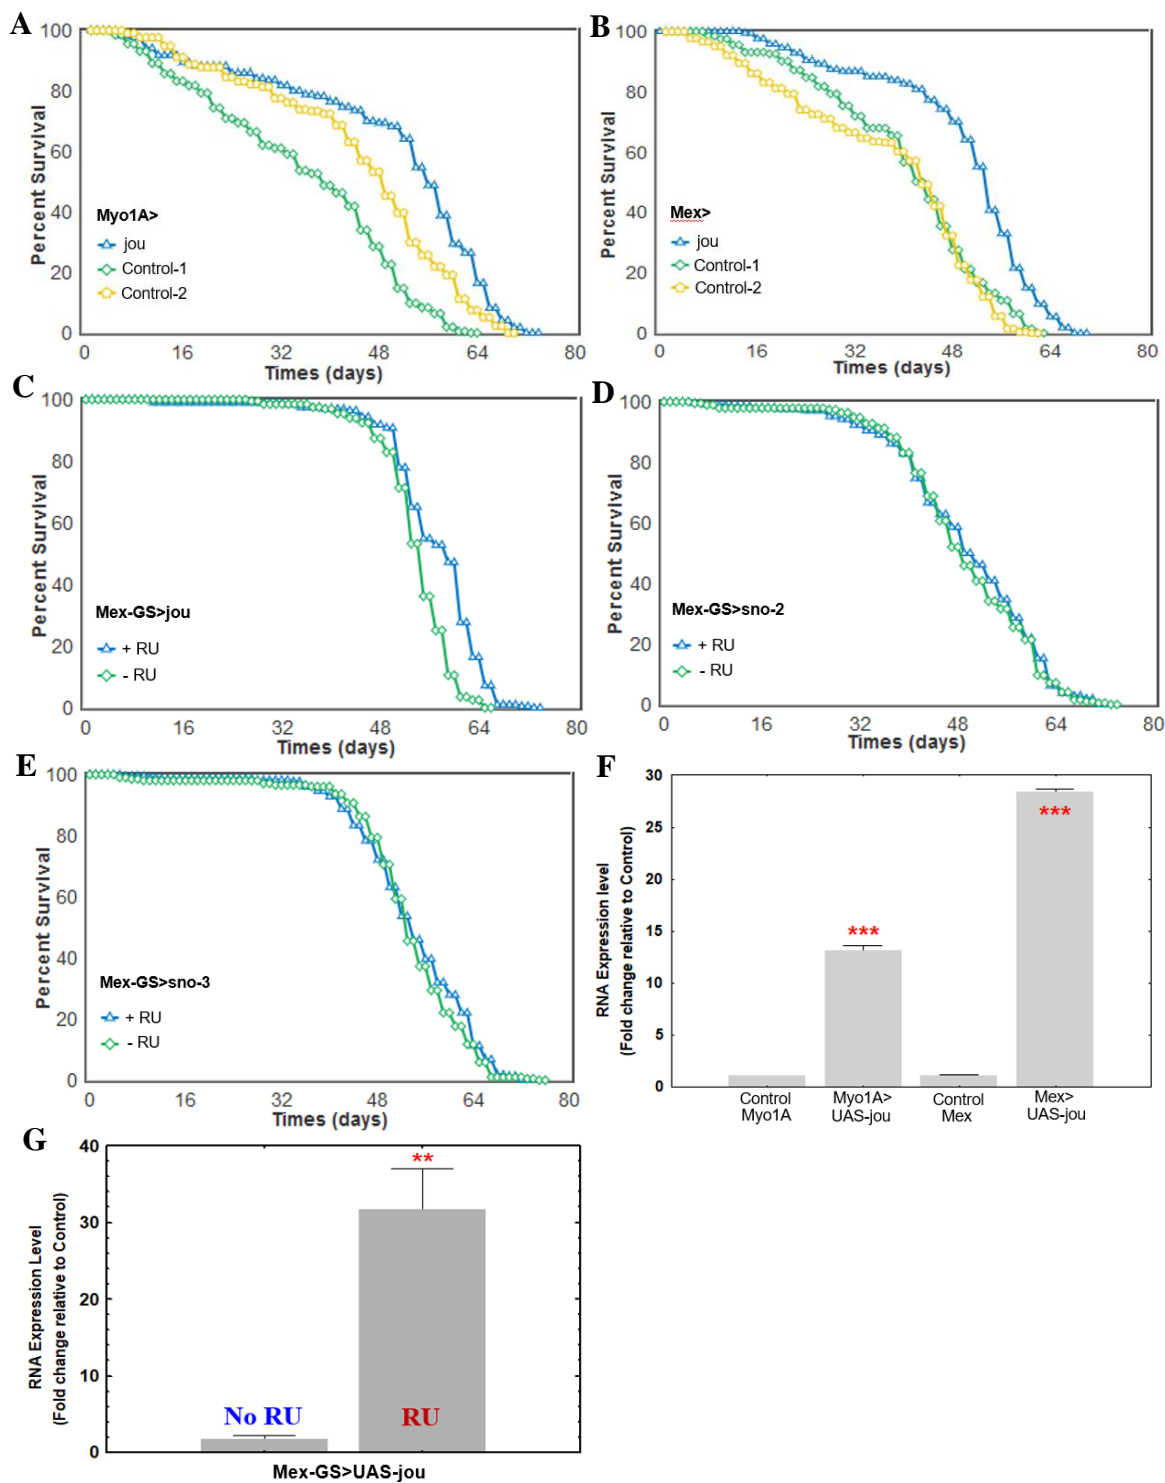 A
100
80
60
40
20
0
Percent Survival
Myo1A>
jou
Control-1
Control-2
0 16 32 48 64 80
Times (days)
B
100
80
60
40
20
0
Percent Survival
Mex>
jou
Control-1
Control-2
0 16 32 48 64 80
Times (days)
C
100
80
60
40
20
0
Percent Survival
Mex-GS>jou
+ RU
- RU
0 16 32 48 64 80
Times (days)
D
100
80
60
40
20
0
Percent Survival
Mex-GS>sno-2
+ RU
- RU
0 16 32 48 64 80
Times (days)
E
100
80
60
40
20
0
Percent Survival
Mex-GS>sno-3
+ RU
- RU
0 16 32 48 64 80
Times (days)
F
30
25
20
15
10
5
0
RNA Expression level
(Fold change relative to Control)
***
***
Control
Myo1A
Myo1A>
UAS-jou
Control
Mex
Mex>
UAS-jou
G
40
30
20
10
0
RNA Expression Level
(Fold change relative to Control)
**
No RU
RU
Mex-GS>UAS-jou